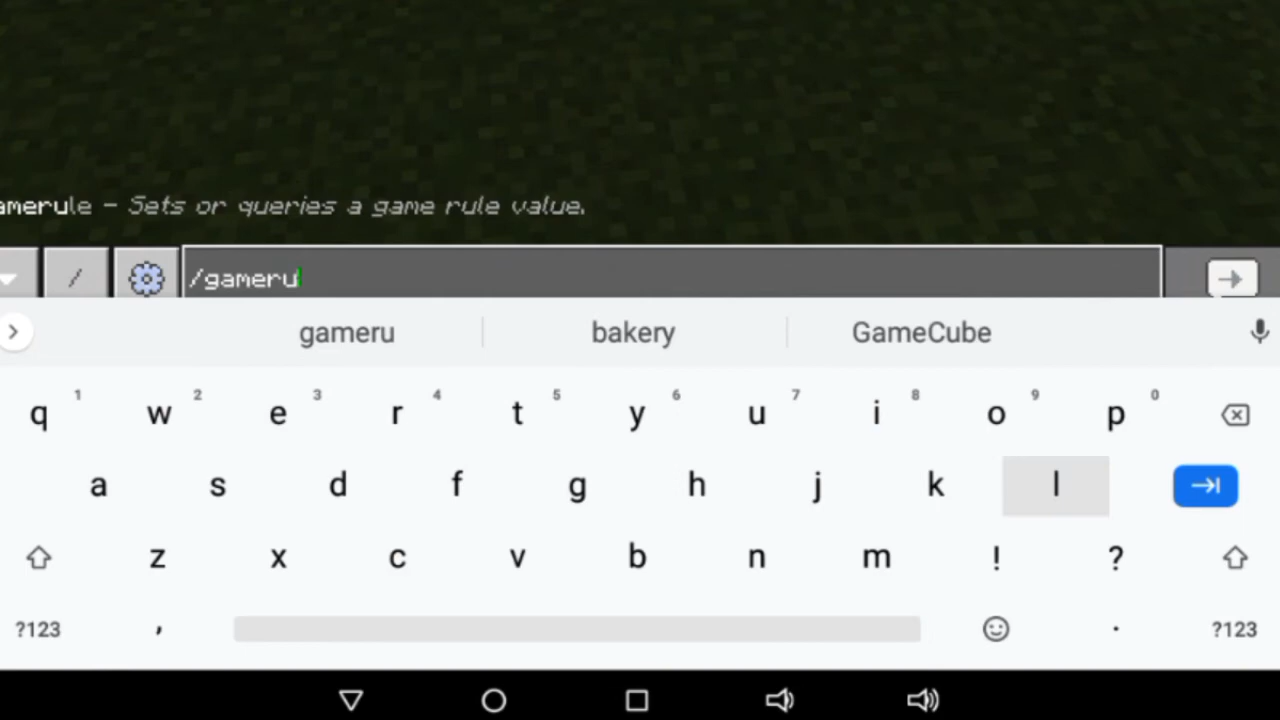 amerule - Sets or queries a game rule value.
/ /gameru
gameru bakery GameCube
1 2 3 4 5 6 7 8 9 0
q w e r t y u i o p
a s d f g h j k l
z x c v b n m ! ?
?123 , . ?123